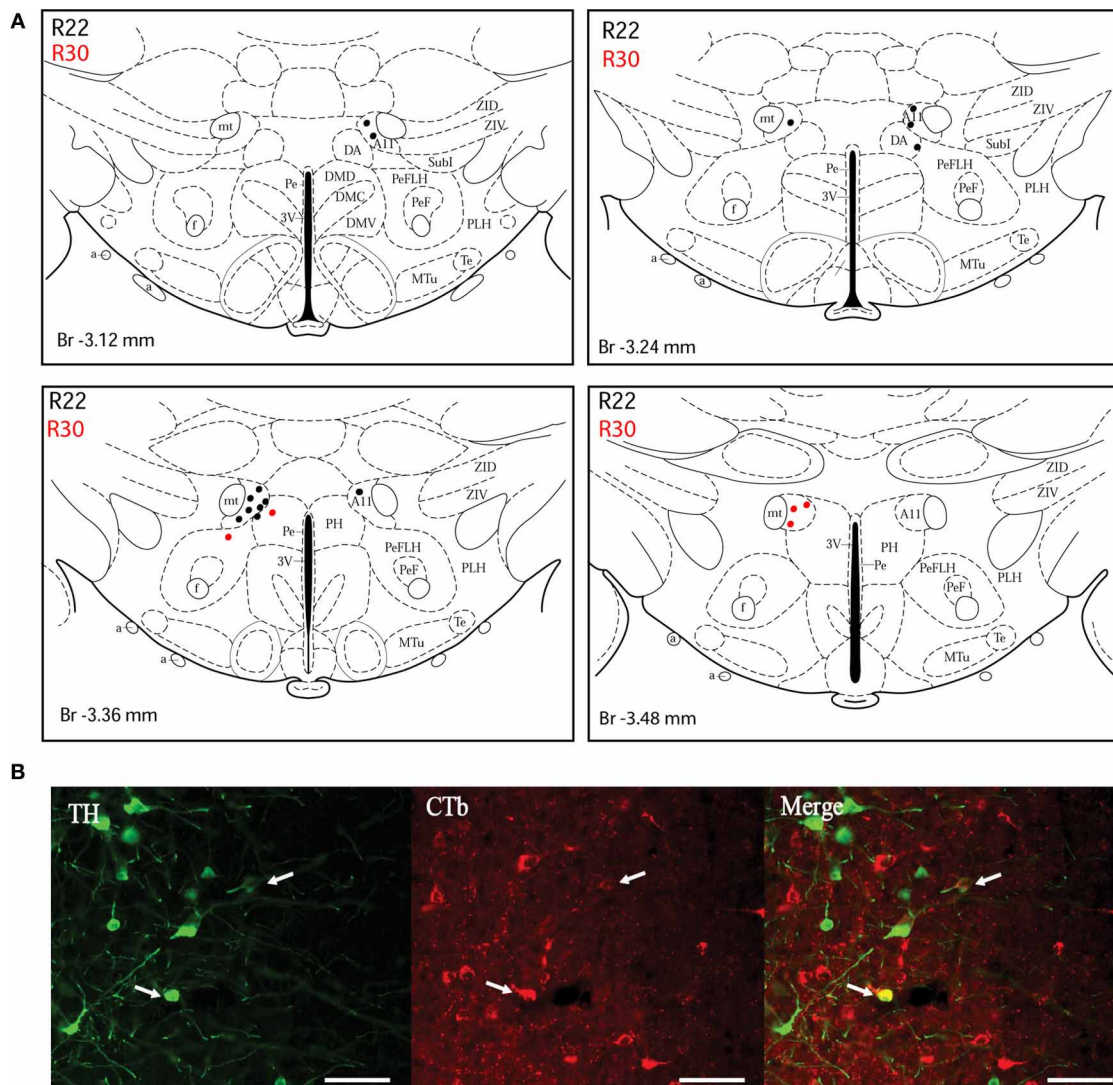 A
R22
R30
mt
A11
DA
ZID
ZIV
SubI
Pe
DMD
DMC
DMV
PeFLH
PeF
PLH
3V
f
a
a
Te
MTu
Br -3.12 mm
R22
R30
mt
A11
DA
ZID
ZIV
SubI
Pe
PeFLH
PeF
PLH
3V
f
a
a
Te
MTu
Br -3.24 mm
R22
R30
mt
A11
ZID
ZIV
Pe
PH
3V
PeFLH
PeF
PLH
f
a
a
Te
MTu
Br -3.36 mm
R22
R30
mt
A11
ZID
ZIV
3V
PH
Pe
PeFLH
PeF
PLH
f
a
a
Te
MTu
Br -3.48 mm
B
TH
CTb
Merge